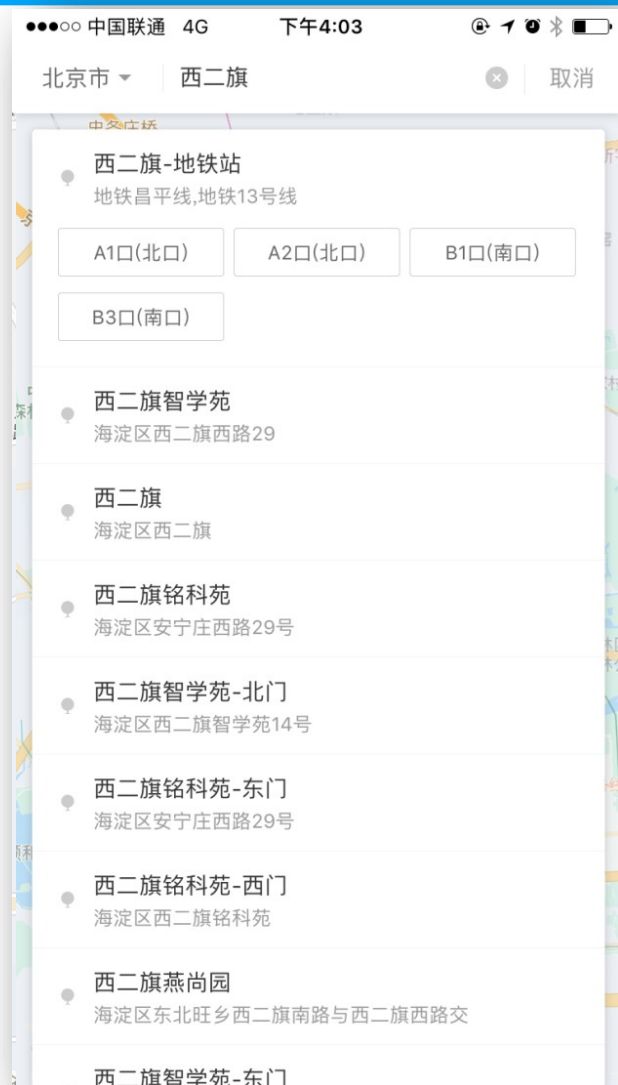 中国联通 4G 下午4:03
北京市 西二旗 取消
西二旗-地铁站
地铁昌平线,地铁13号线
A1口(北口) A2口(北口) B1口(南口)
B3口(南口)
西二旗智学苑
海淀区西二旗西路29
西二旗
海淀区西二旗
西二旗铭科苑
海淀区安宁庄西路29号
西二旗智学苑-北门
海淀区西二旗智学苑14号
西二旗铭科苑-东门
海淀区安宁庄西路29号
西二旗铭科苑-西门
海淀区西二旗铭科苑
西二旗燕尚园
海淀区东北旺乡西二旗南路与西二旗西路交
西二旗智学苑-东门